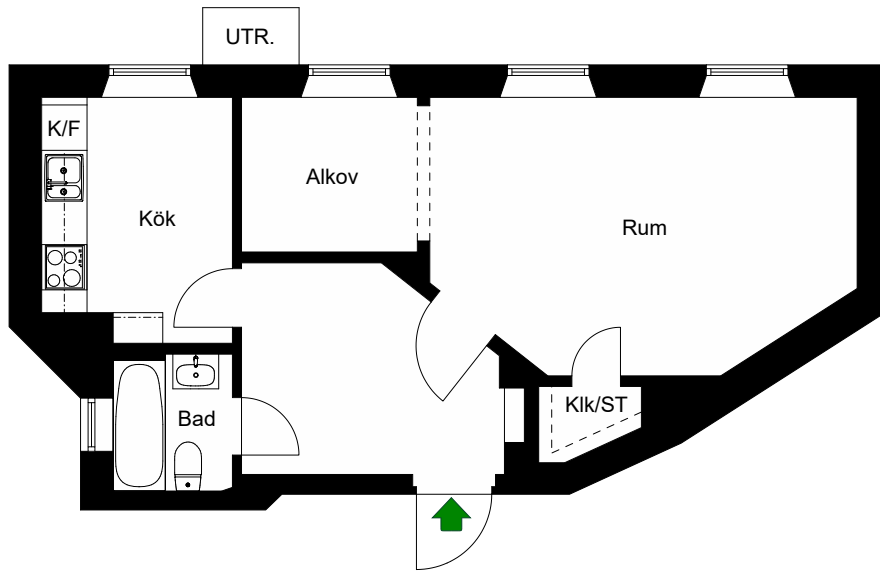 UTR.
K/F
Alkov
Kök
Rum
Klk/ST
Bad